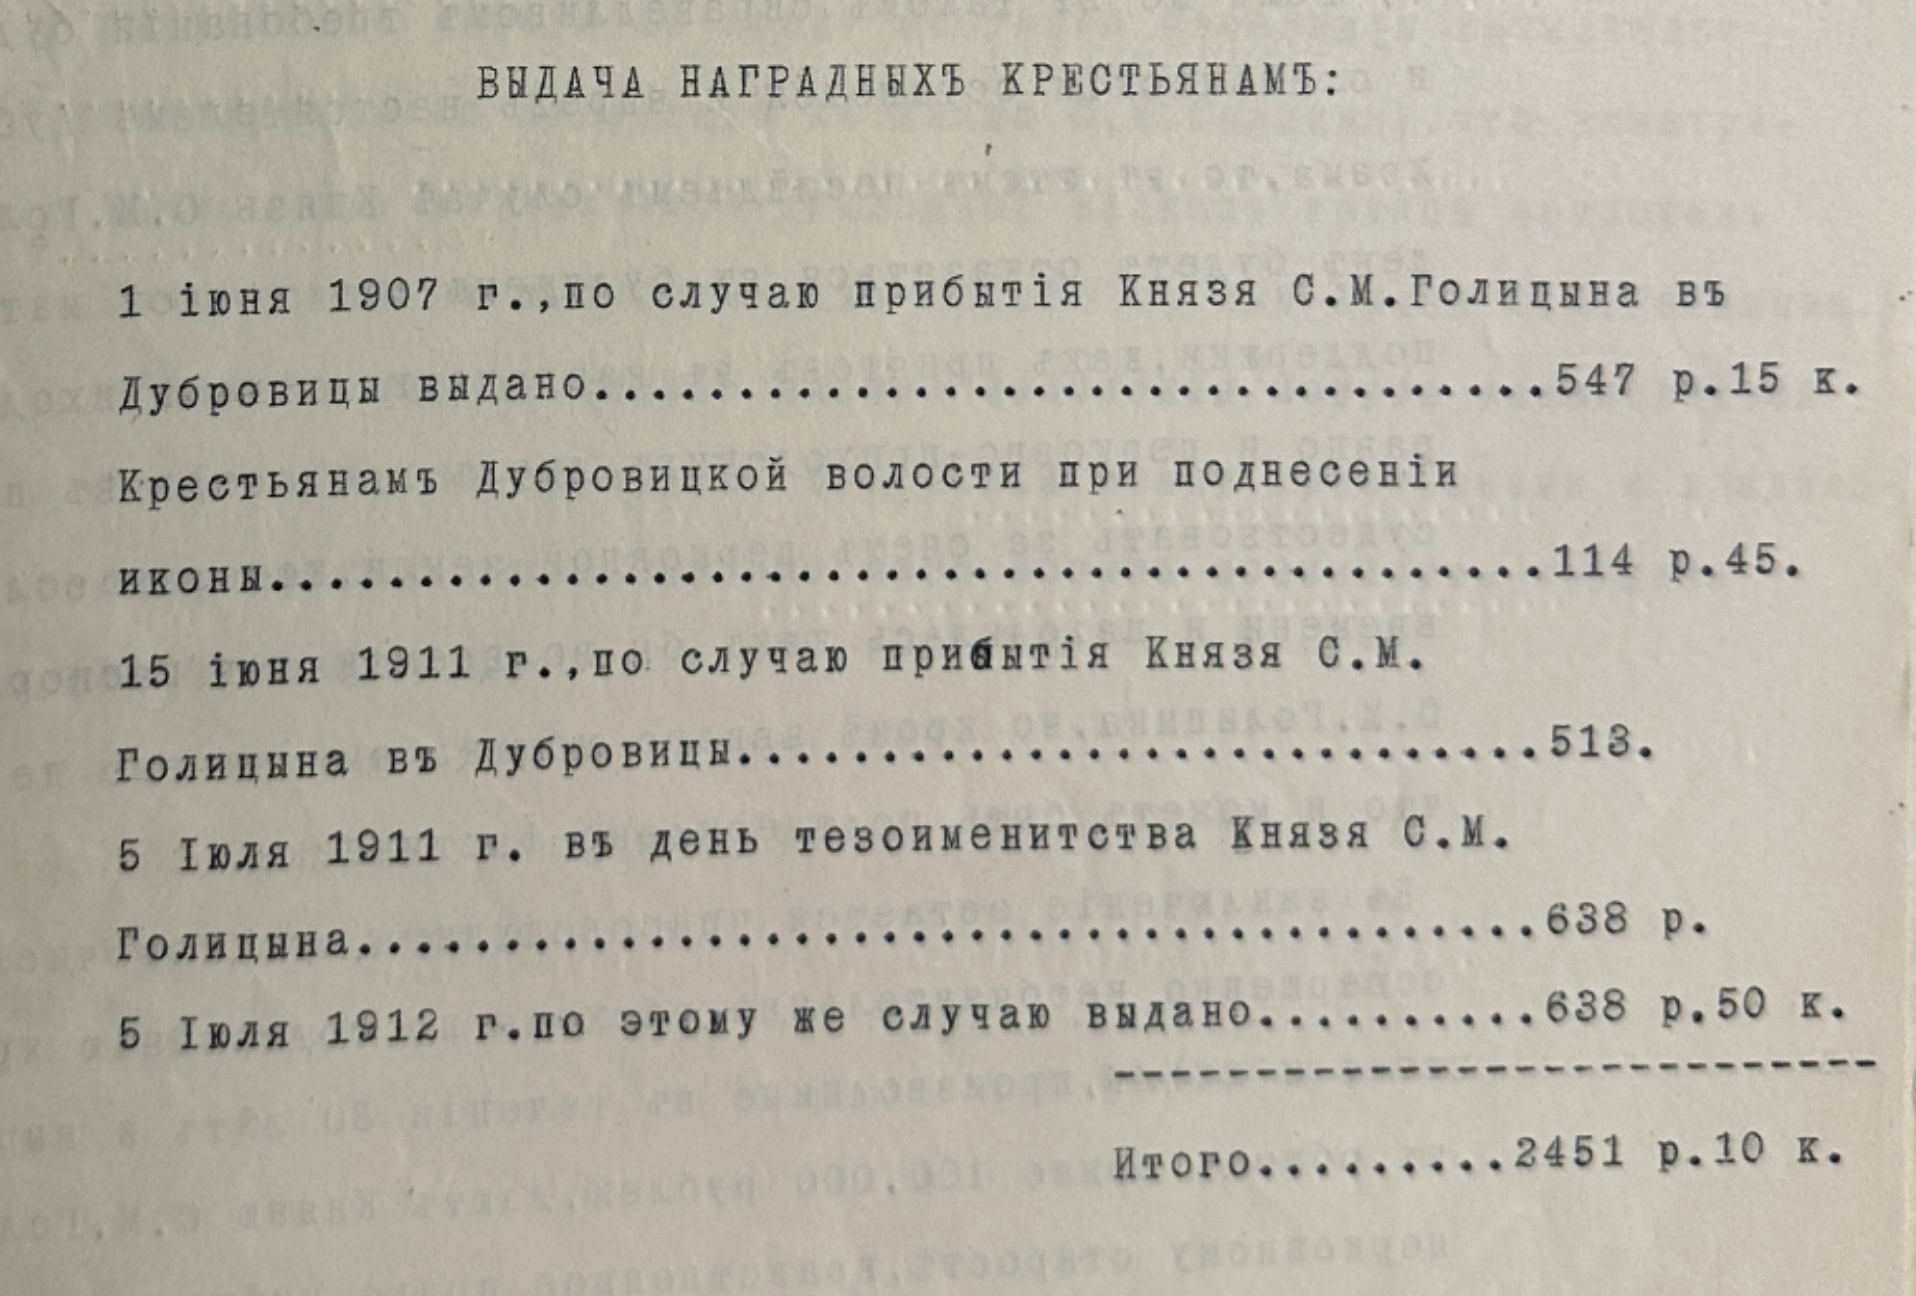 ВЫДАЧА НАГРАДНЫХЪ КРЕСТЬЯНАМЪ:
1 іюня 1907 г.,по случаю прибытія Князя С.М.Голицына въ
Дубровицы выдано.................................547 р.15 к.
Крестьянамъ Дубровицкой волости при поднесеніи
иконы............................................114 р.45.
15 іюня 1911 г.,по случаю прибытія Князя С.М.
Голицына въ Дубровицы............................513.
5 Іюля 1911 г. въ день тезоименитства Князя С.М.
Голицына.........................................638 р.
5 Іюля 1912 г.по этому же случаю выдано..........638 р.50 к.
---------------------------
Итого.........2451 р.10 к.